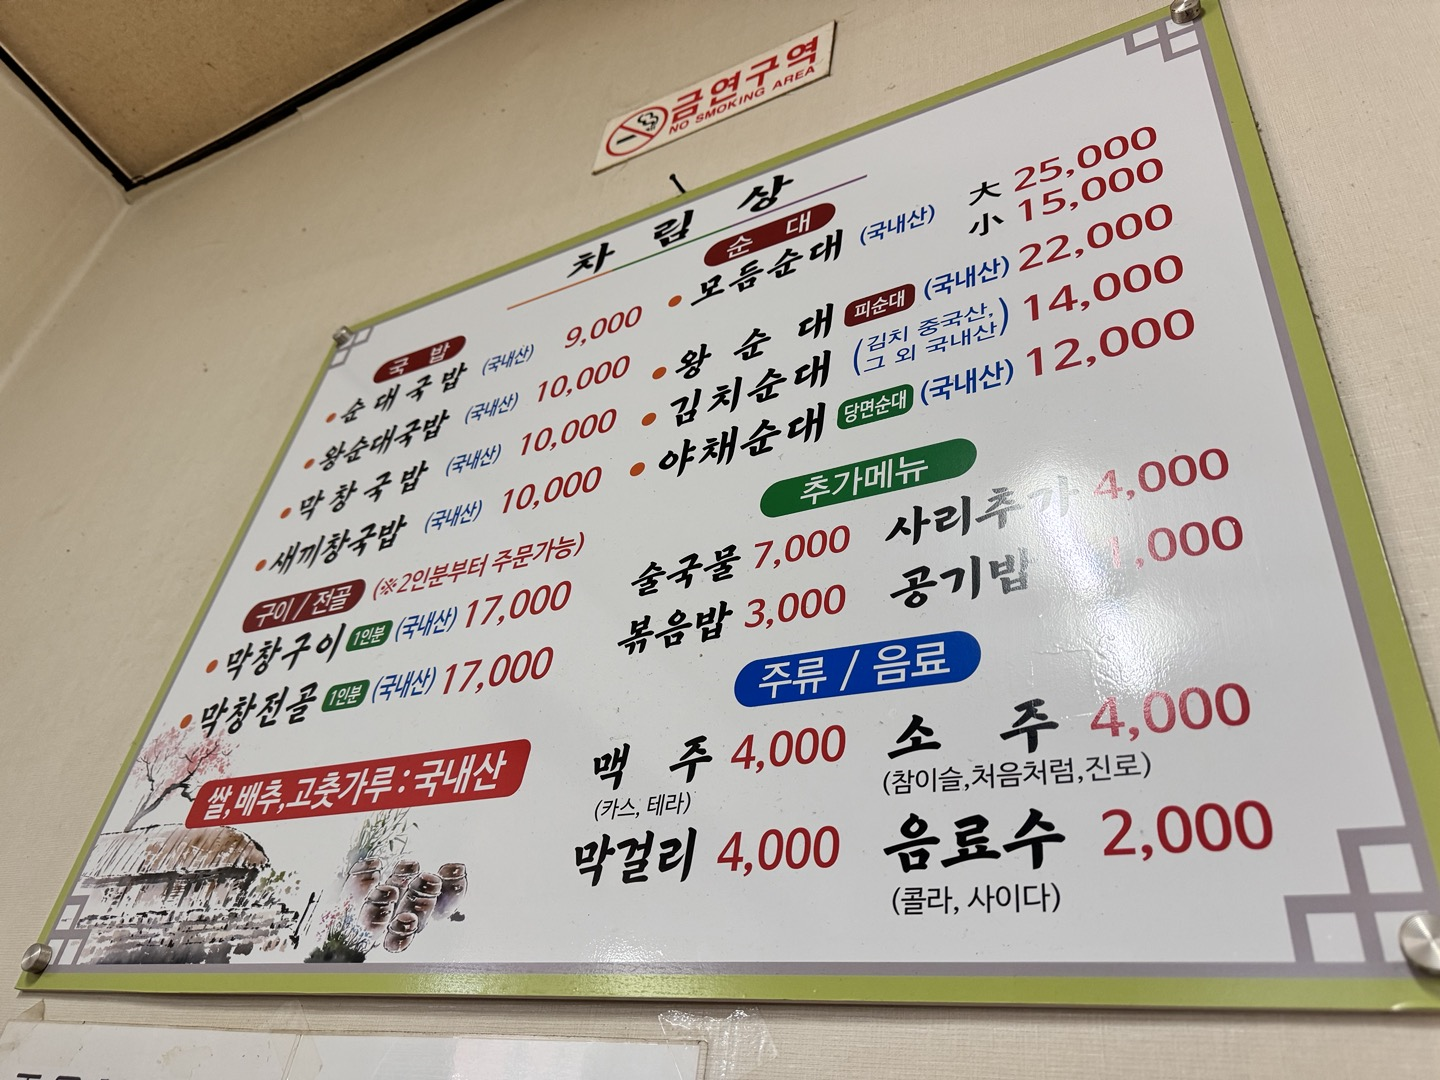 금연구역
NO SMOKING AREA
차림상
국밥
순대국밥 (국내산) 9,000
왕순대국밥 (국내산) 10,000
막창국밥 (국내산) 10,000
새끼창국밥 (국내산) 10,000
구이 / 전골 (※2인분부터 주문가능)
막창구이 1인분 (국내산) 17,000
막창전골 1인분 (국내산) 17,000
쌀,배추,고춧가루 : 국내산
순대
모듬순대 (국내산) 大 25,000
小 15,000
왕순대 피순대 (국내산) 22,000
김치순대 (김치 중국산, 그 외 국내산) 14,000
야채순대 당면순대 (국내산) 12,000
추가메뉴
술국물 7,000 사리추가 4,000
볶음밥 3,000 공기밥 1,000
주류 / 음료
맥주 4,000 소주 4,000
(카스, 테라) (참이슬,처음처럼,진로)
막걸리 4,000 음료수 2,000
(콜라, 사이다)